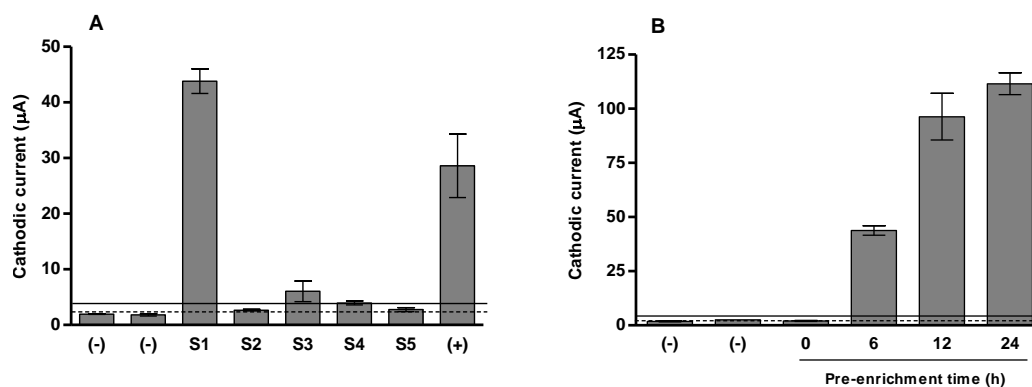 A
Cathodic current (µA)
50
40
30
20
10
0
(-) (-) S1 S2 S3 S4 S5 (+)
B
Cathodic current (µA)
125
100
75
50
25
0
(-) (-) 0 6 12 24
Pre-enrichment time (h)